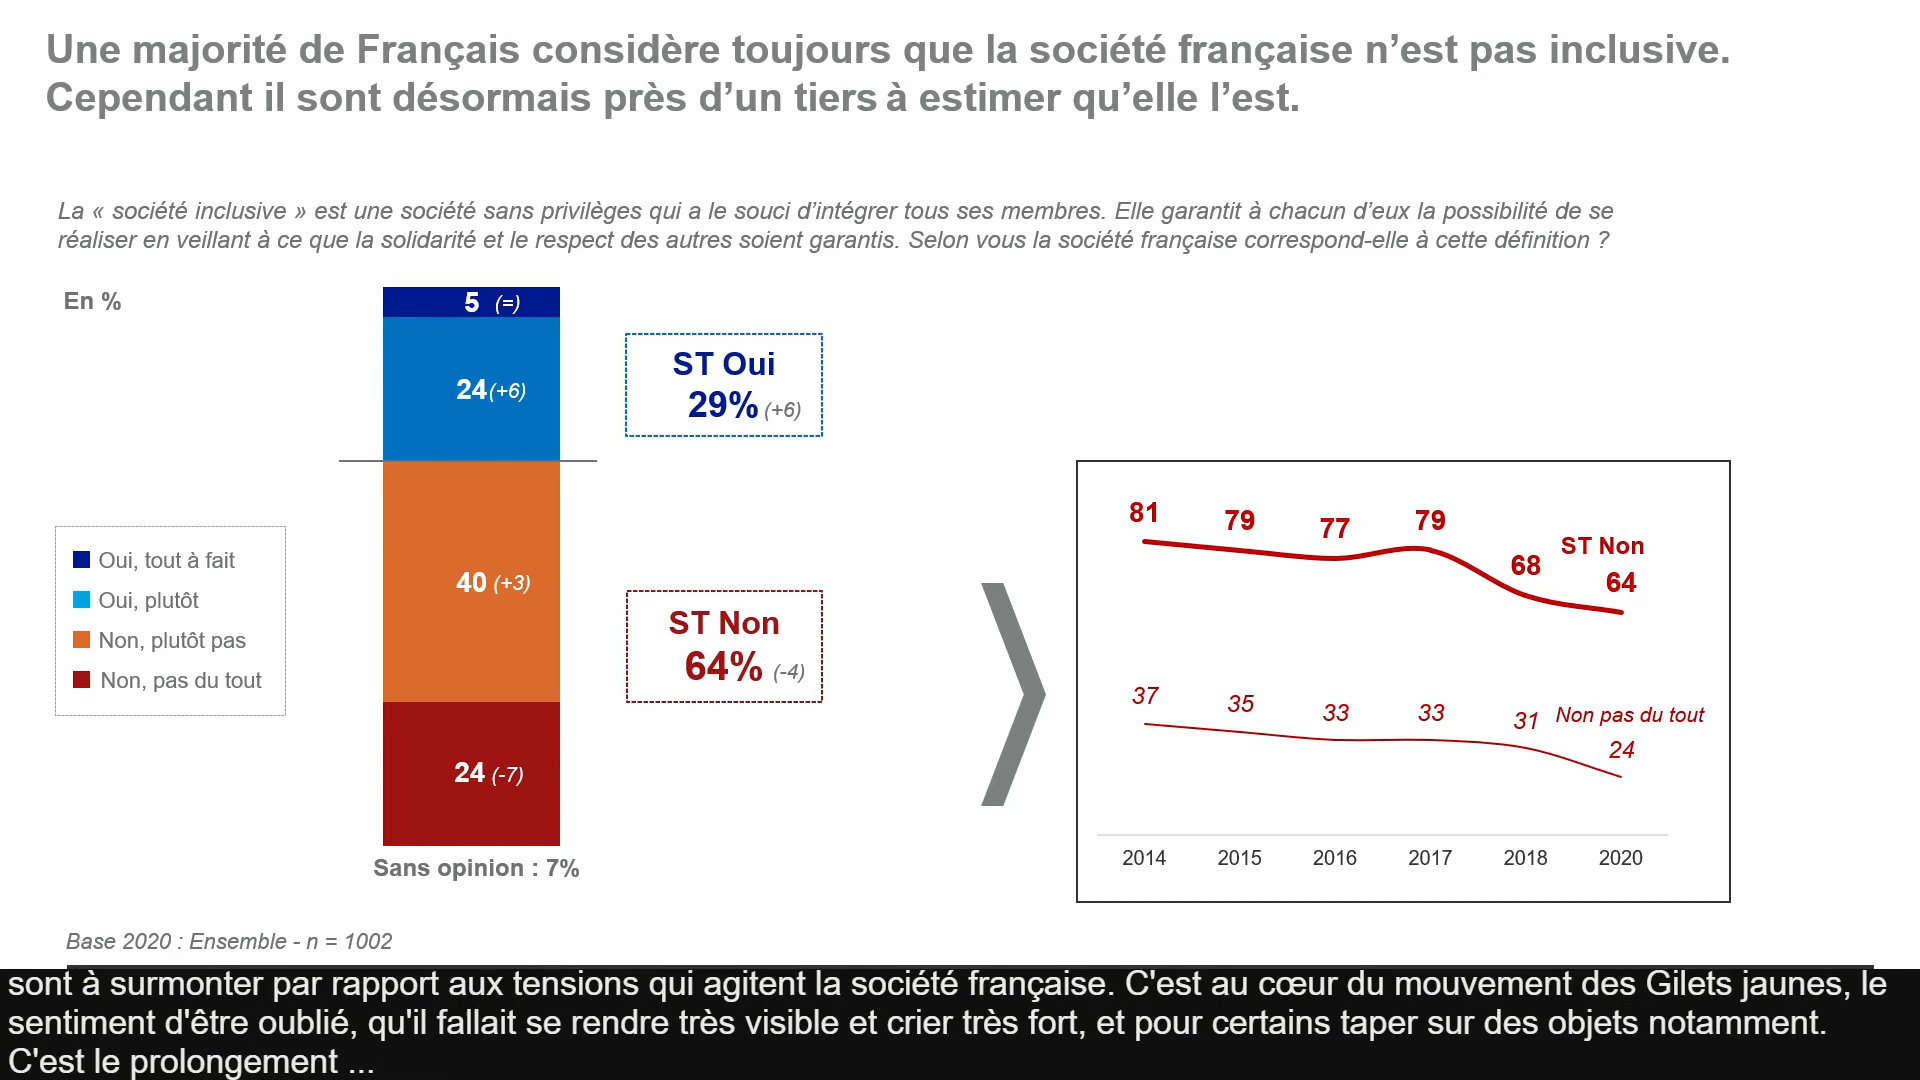 Une majorité de Français considère toujours que la société française n’est pas inclusive.
Cependant il sont désormais près d’un tiers à estimer qu’elle l’est.
La « société inclusive » est une société sans privilèges qui a le souci d’intégrer tous ses membres. Elle garantit à chacun d’eux la possibilité de se
réaliser en veillant à ce que la solidarité et le respect des autres soient garantis. Selon vous la société française correspond-elle à cette définition ?
En %
5 (=)
24 (+6)
40 (+3)
24 (-7)
Sans opinion : 7%
ST Oui
29% (+6)
ST Non
64% (-4)
Oui, tout à fait
Oui, plutôt
Non, plutôt pas
Non, pas du tout
81 79 77 79 68 64
ST Non
37 35 33 33 31 24
Non pas du tout
2014 2015 2016 2017 2018 2020
Base 2020 : Ensemble - n = 1002
sont à surmonter par rapport aux tensions qui agitent la société française. C'est au cœur du mouvement des Gilets jaunes, le
sentiment d'être oublié, qu'il fallait se rendre très visible et crier très fort, et pour certains taper sur des objets notamment.
C'est le prolongement ...